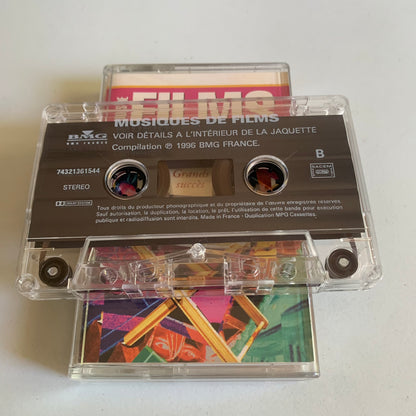 FILMS
MUSIQUES DE FILMS
BMG
BMG FRANCE
VOIR DÉTAILS A L'INTÉRIEUR DE LA JAQUETTE
Compilation ℗ 1996 BMG FRANCE.
74321361544
STEREO
Grands
succès
B
SACEM
Tous droits du producteur phonographique et du propriétaire de l'œuvre enregistrée réservés.
Sauf autorisation, la duplication, la location, le prêt, l'utilisation de cette bande pour exécution
publique et radiodiffusion sont interdits. Made in France - Duplication MPO Cassettes.